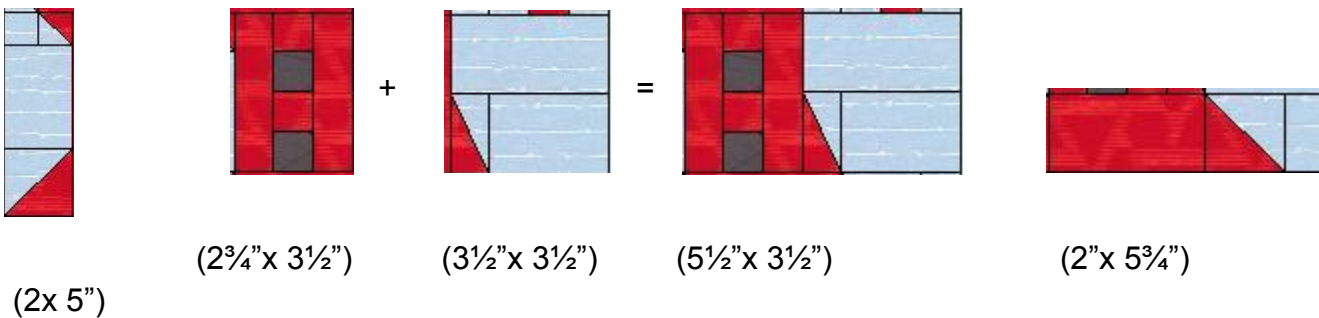 + =
(2¾”x 3½”) (3½”x 3½”) (5½”x 3½”) (2”x 5¾”)
(2x 5”)